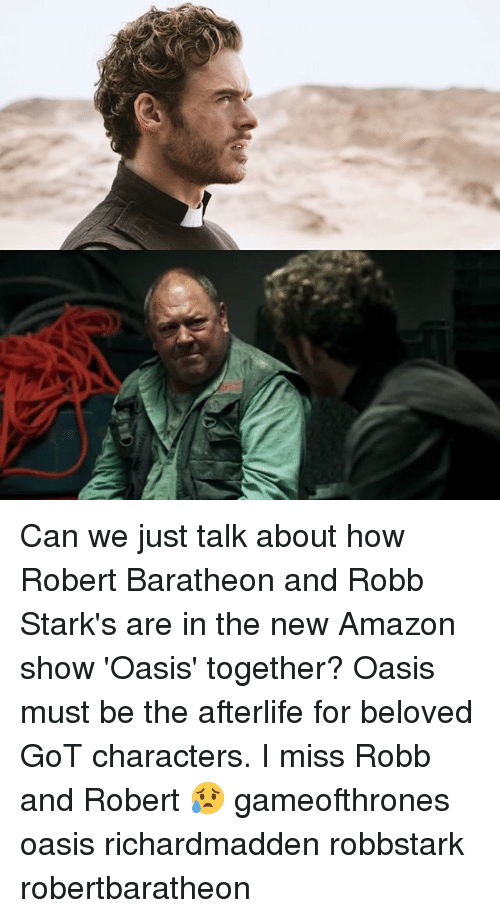 Can we just talk about how
Robert Baratheon and Robb
Stark's are in the new Amazon
show 'Oasis' together? Oasis
must be the afterlife for beloved
GoT characters. I miss Robb
and Robert 😥 gameofthrones
oasis richardmadden robbstark
robertbaratheon